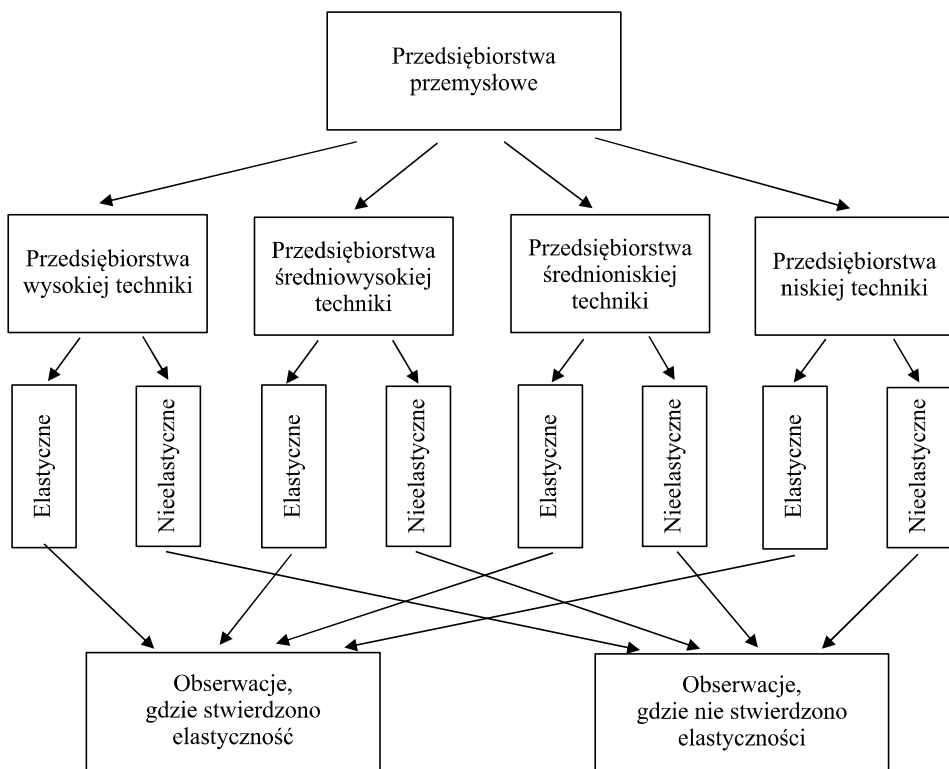 Przedsiębiorstwa
przemysłowe
Przedsiębiorstwa
wysokiej techniki
Przedsiębiorstwa
średniowysokiej
techniki
Przedsiębiorstwa
średnioniskiej
techniki
Przedsiębiorstwa
niskiej techniki
Elastyczne
Nieelastyczne
Elastyczne
Nieelastyczne
Elastyczne
Nieelastyczne
Elastyczne
Nieelastyczne
Obserwacje,
gdzie stwierdzono
elastyczność
Obserwacje,
gdzie nie stwierdzono
elastyczności